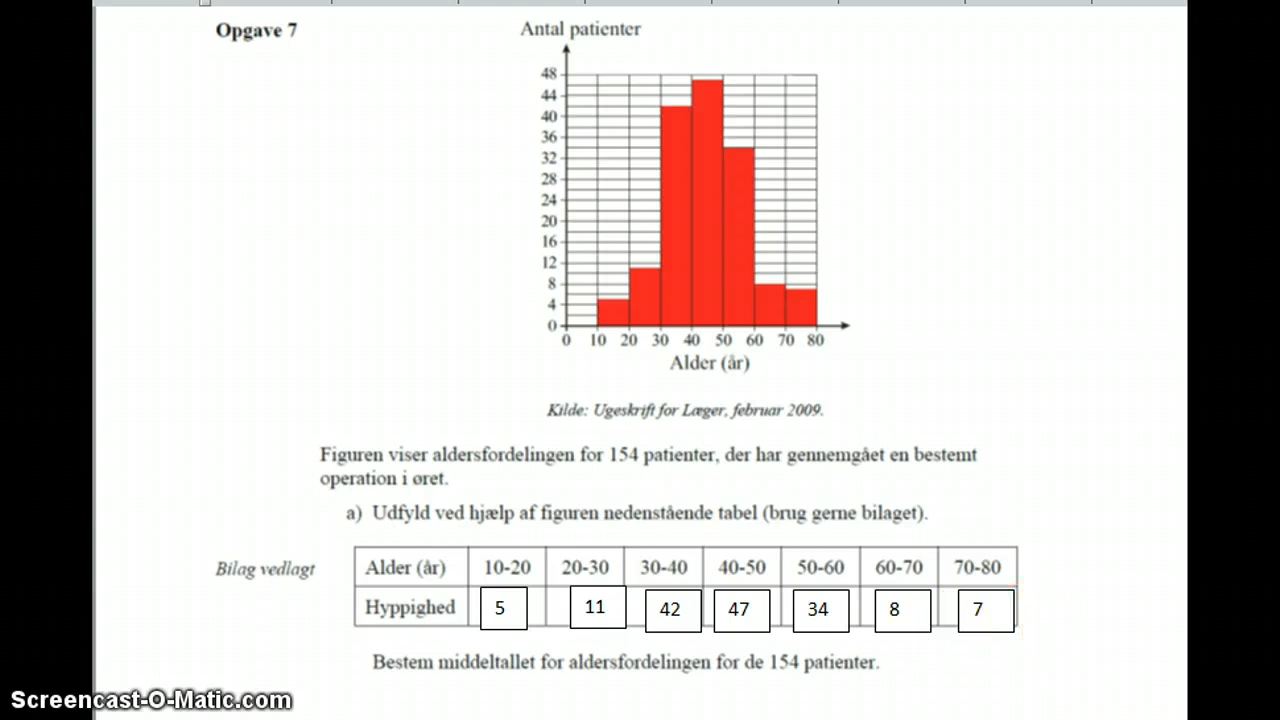 Opgave 7
Antal patienter
48
44
40
36
32
28
24
20
16
12
8
4
0
0 10 20 30 40 50 60 70 80
Alder (år)
Kilde: Ugeskrift for Læger, februar 2009.
Figuren viser aldersfordelingen for 154 patienter, der har gennemgået en bestemt
operation i øret.
a) Udfyld ved hjælp af figuren nedenstående tabel (brug gerne bilaget).
Bilag vedlagt
Alder (år) 10-20 20-30 30-40 40-50 50-60 60-70 70-80
Hyppighed 5 11 42 47 34 8 7
Bestem middeltallet for aldersfordelingen for de 154 patienter.
Screencast-O-Matic.com